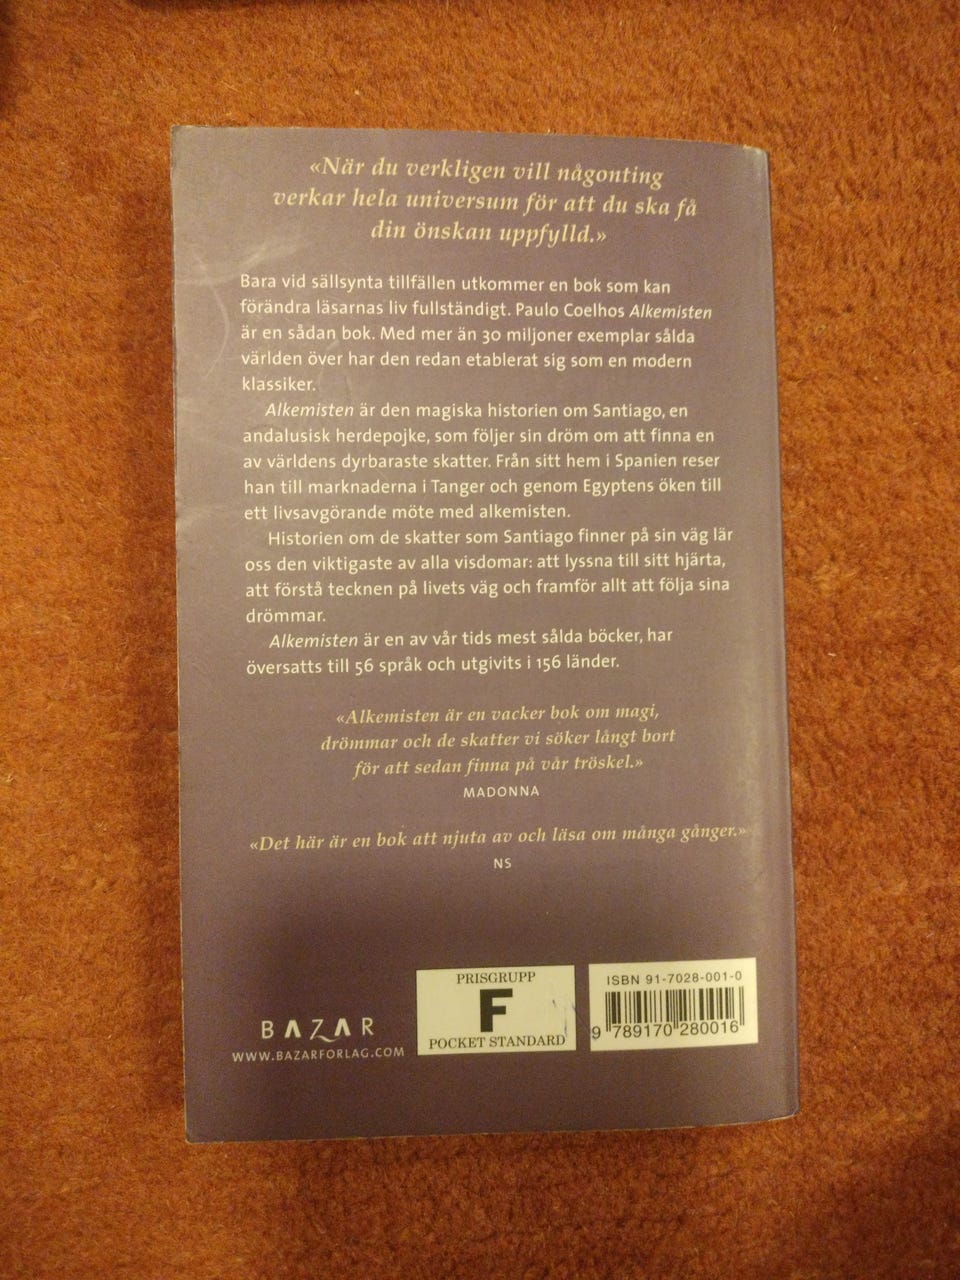 «När du verkligen vill någonting
verkar hela universum för att du ska få
din önskan uppfylld.»
Bara vid sällsynta tillfällen utkommer en bok som kan
förändra läsarnas liv fullständigt. Paulo Coelhos Alkemisten
är en sådan bok. Med mer än 30 miljoner exemplar sålda
världen över har den redan etablerat sig som en modern
klassiker.
Alkemisten är den magiska historien om Santiago, en
andalusisk herdepojke, som följer sin dröm om att finna en
av världens dyrbaraste skatter. Från sitt hem i Spanien reser
han till marknaderna i Tanger och genom Egyptens öken till
ett livsavgörande möte med alkemisten.
Historien om de skatter som Santiago finner på sin väg lär
oss den viktigaste av alla visdomar: att lyssna till sitt hjärta,
att förstå tecknen på livets väg och framför allt att följa sina
drömmar.
Alkemisten är en av vår tids mest sålda böcker, har
översatts till 56 språk och utgivits i 156 länder.
«Alkemisten är en vacker bok om magi,
drömmar och de skatter vi söker långt bort
för att sedan finna på vår tröskel.»
MADONNA
«Det här är en bok att njuta av och läsa om många gånger.»
NS
BAZAR
WWW.BAZARFORLAG.COM
PRISGRUPP
F
POCKET STANDARD
ISBN 91-7028-001-0
9 789170 280016